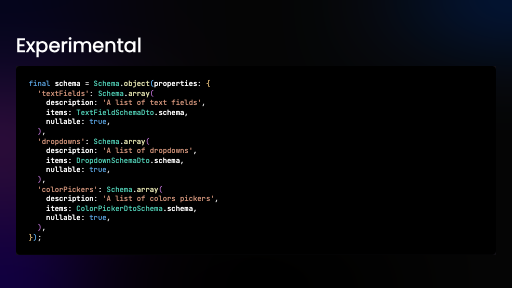 Experimental
final schema = Schema.object(properties: {
  'textFields': Schema.array(
    description: 'A list of text fields',
    items: TextFieldSchemaDto.schema,
    nullable: true,
  ),
  'dropdowns': Schema.array(
    description: 'A list of dropdowns',
    items: DropdownSchemaDto.schema,
    nullable: true,
  ),
  'colorPickers': Schema.array(
    description: 'A list of colors pickers',
    items: ColorPickerDtoSchema.schema,
    nullable: true,
  ),
});